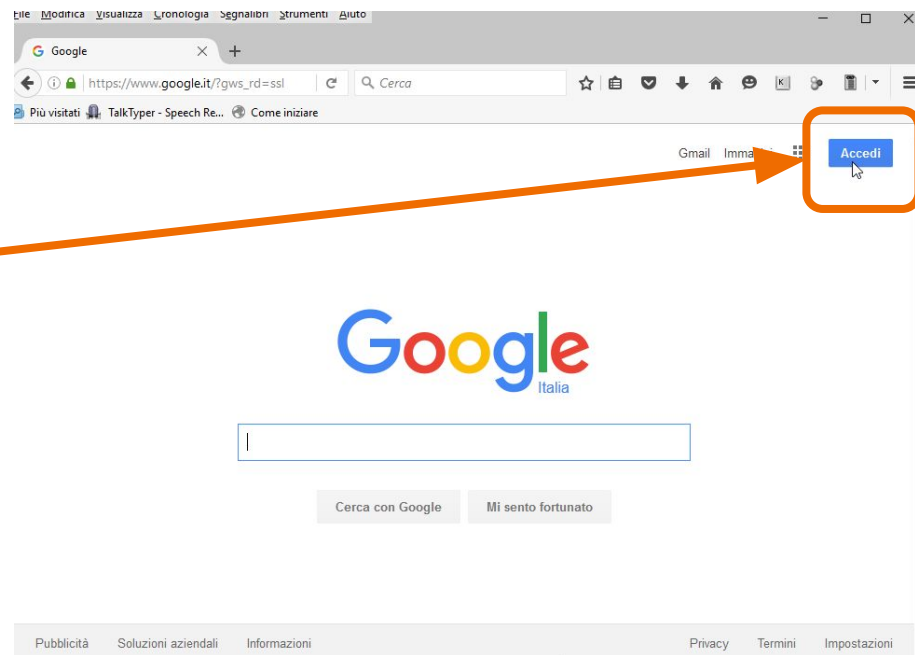 File Modifica Visualizza Cronologia Segnalibri Strumenti Aiuto
Google
https://www.google.it/?gws_rd=ssl Cerca
Più visitati TalkTyper - Speech Re... Come iniziare
Gmail Accedi
Google
Italia
Cerca con Google Mi sento fortunato
Pubblicità Soluzioni aziendali Informazioni Privacy Termini Impostazioni